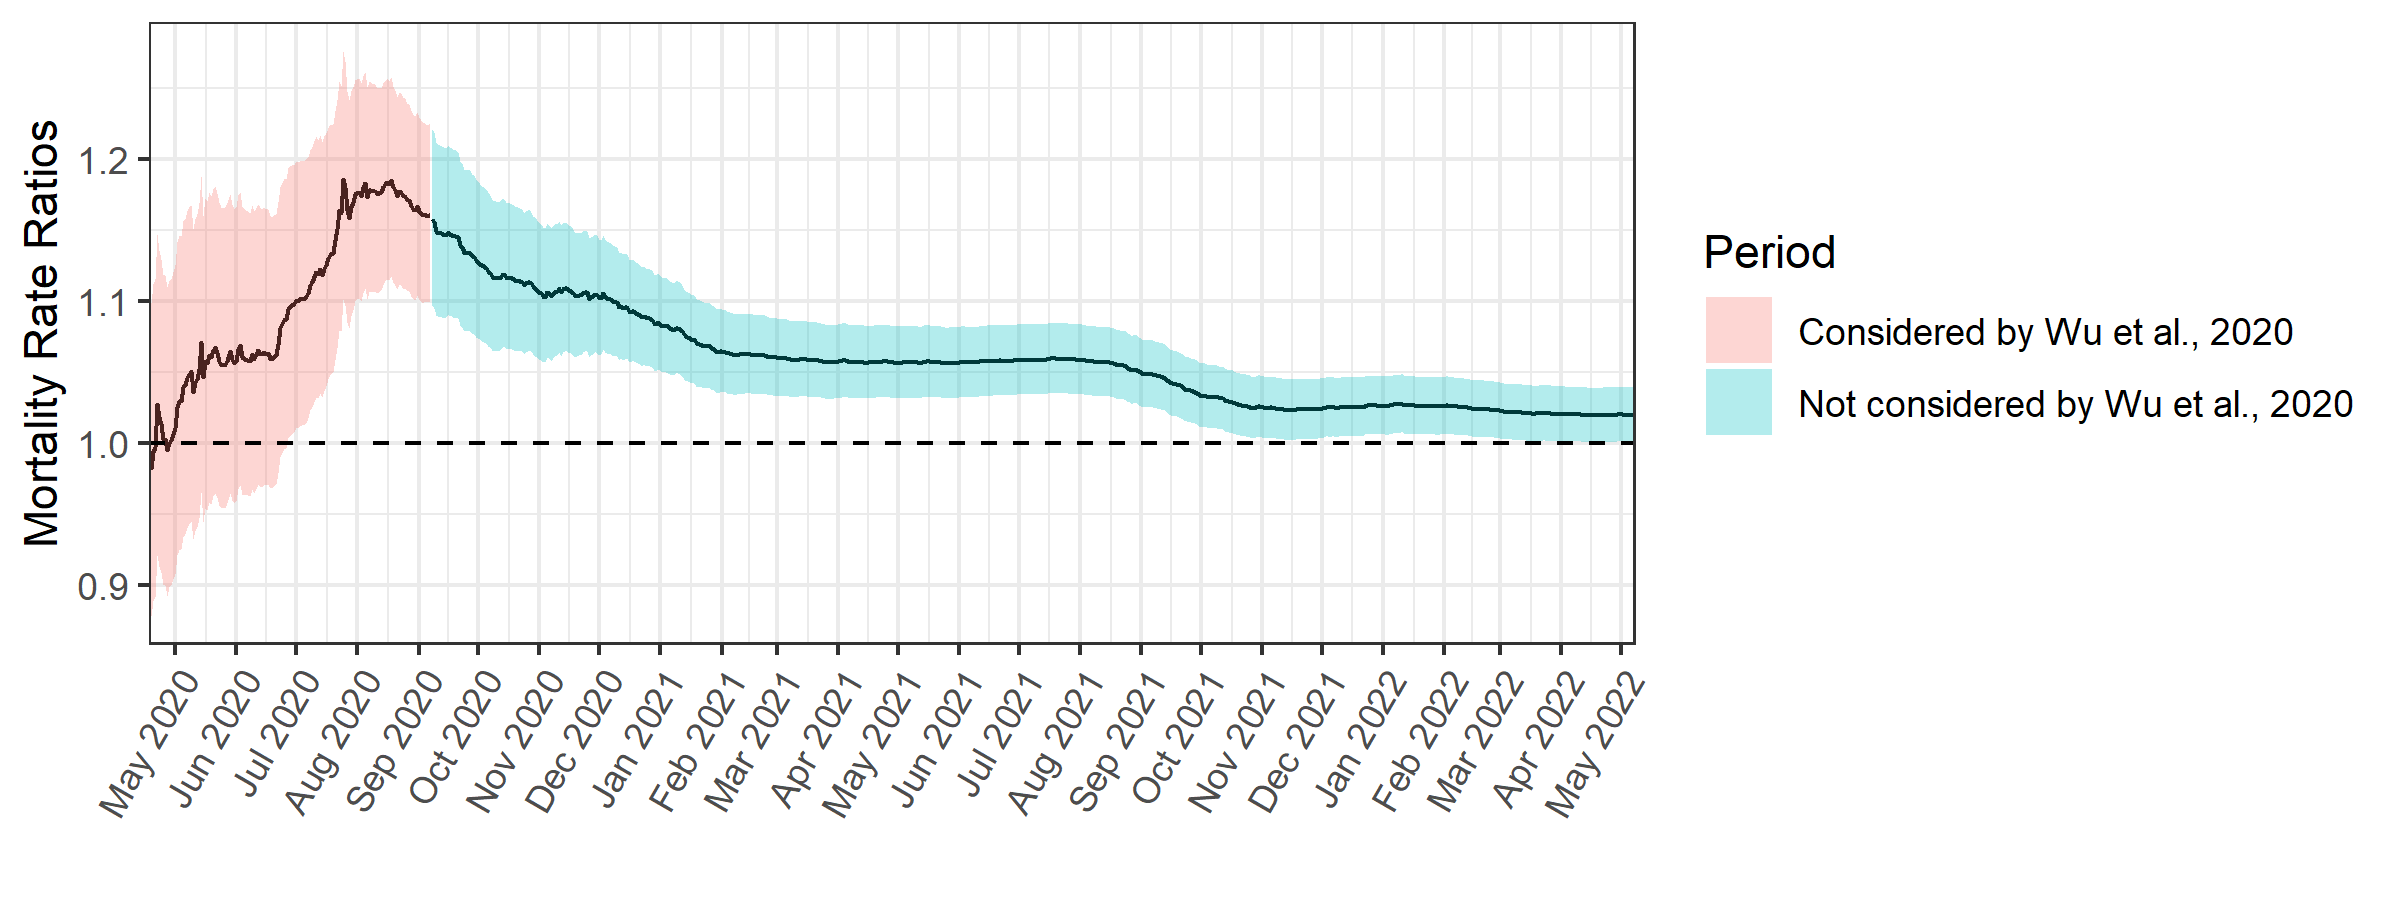 Mortality Rate Ratios
1.2
1.1
1.0
0.9
May 2020
Jun 2020
Jul 2020
Aug 2020
Sep 2020
Oct 2020
Nov 2020
Dec 2020
Jan 2021
Feb 2021
Mar 2021
Apr 2021
May 2021
Jun 2021
Jul 2021
Aug 2021
Sep 2021
Oct 2021
Nov 2021
Dec 2021
Jan 2022
Feb 2022
Mar 2022
Apr 2022
May 2022
Period
Considered by Wu et al., 2020
Not considered by Wu et al., 2020